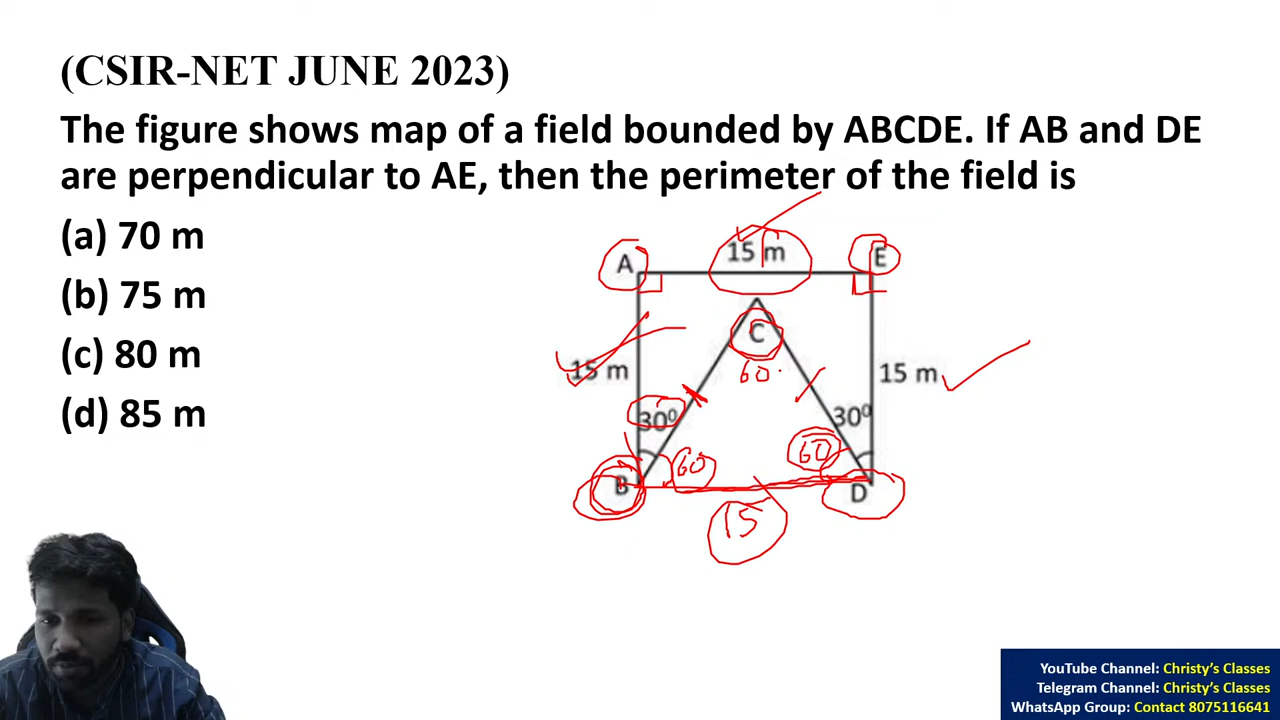 (CSIR-NET JUNE 2023)
The figure shows map of a field bounded by ABCDE. If AB and DE
are perpendicular to AE, then the perimeter of the field is
(a) 70 m
(b) 75 m
(c) 80 m
(d) 85 m
15 m
A
E
C
60
15 m
15 m
30⁰
30⁰
60
60
B
D
15
YouTube Channel: Christy's Classes
Telegram Channel: Christy's Classes
WhatsApp Group: Contact 8075116641